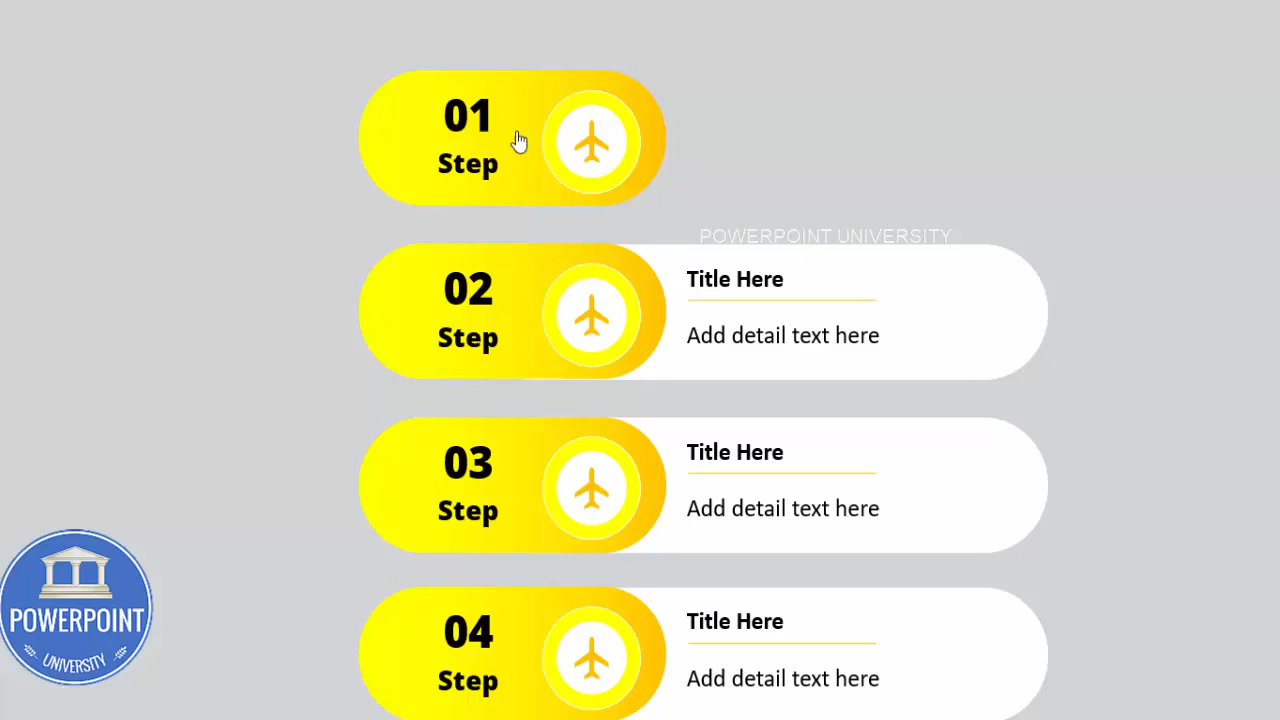 01
Step
POWERPOINT UNIVERSITY
02
Step
Title Here
Add detail text here
03
Step
Title Here
Add detail text here
04
Step
Title Here
Add detail text here
POWERPOINT
UNIVERSITY